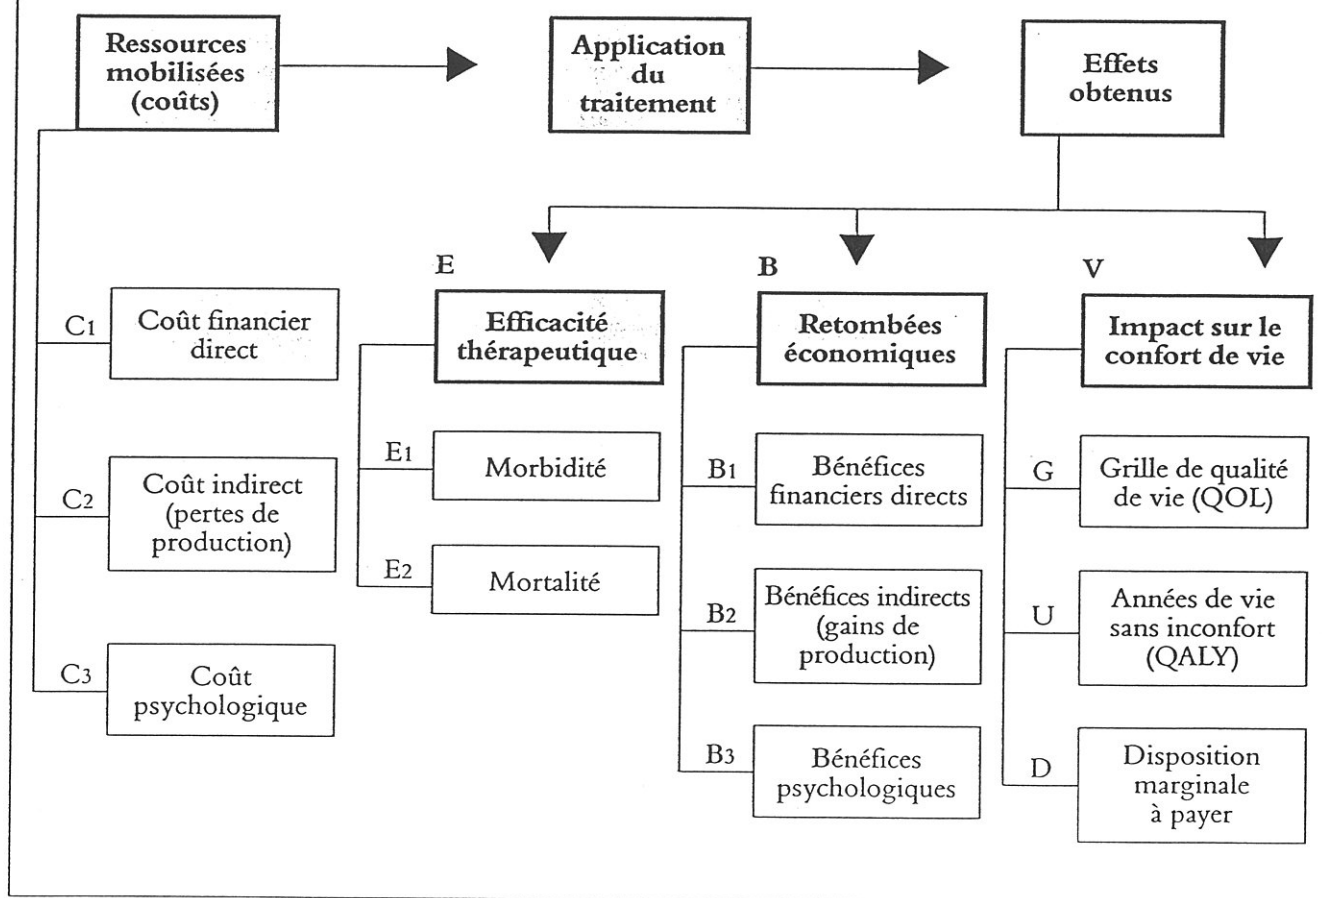 Ressources
mobilisées
(coûts)
Application
du
traitement
Effets
obtenus
E
B
V
C1
Coût financier
direct
Efficacité
thérapeutique
Retombées
économiques
Impact sur le
confort de vie
E1
Morbidité
B1
Bénéfices
financiers directs
G
Grille de qualité
de vie (QOL)
C2
Coût indirect
(pertes de
production)
E2
Mortalité
B2
Bénéfices indirects
(gains de
production)
U
Années de vie
sans inconfort
(QALY)
C3
Coût
psychologique
B3
Bénéfices
psychologiques
D
Disposition
marginale
à payer